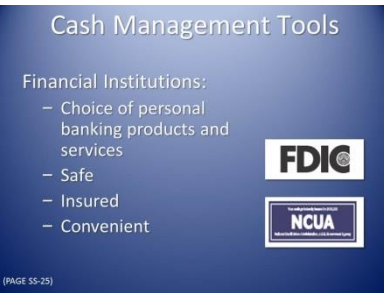 Cash Management Tools
Financial Institutions:
– Choice of personal
banking products and
services
– Safe
– Insured
– Convenient
FDIC
NCUA
(PAGE SS-25)